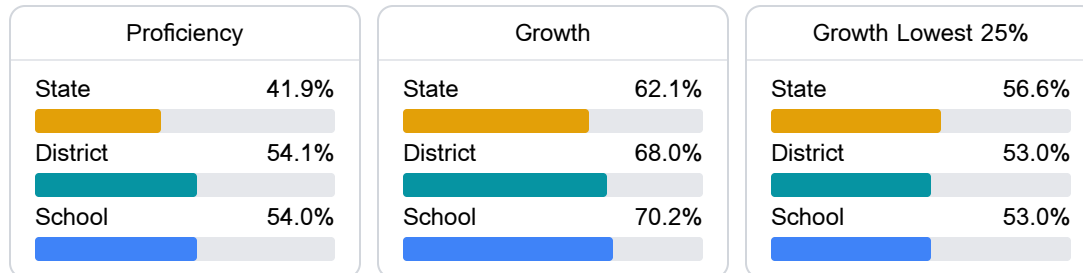 Proficiency
State 41.9%
District 54.1%
School 54.0%
Growth
State 62.1%
District 68.0%
School 70.2%
Growth Lowest 25%
State 56.6%
District 53.0%
School 53.0%